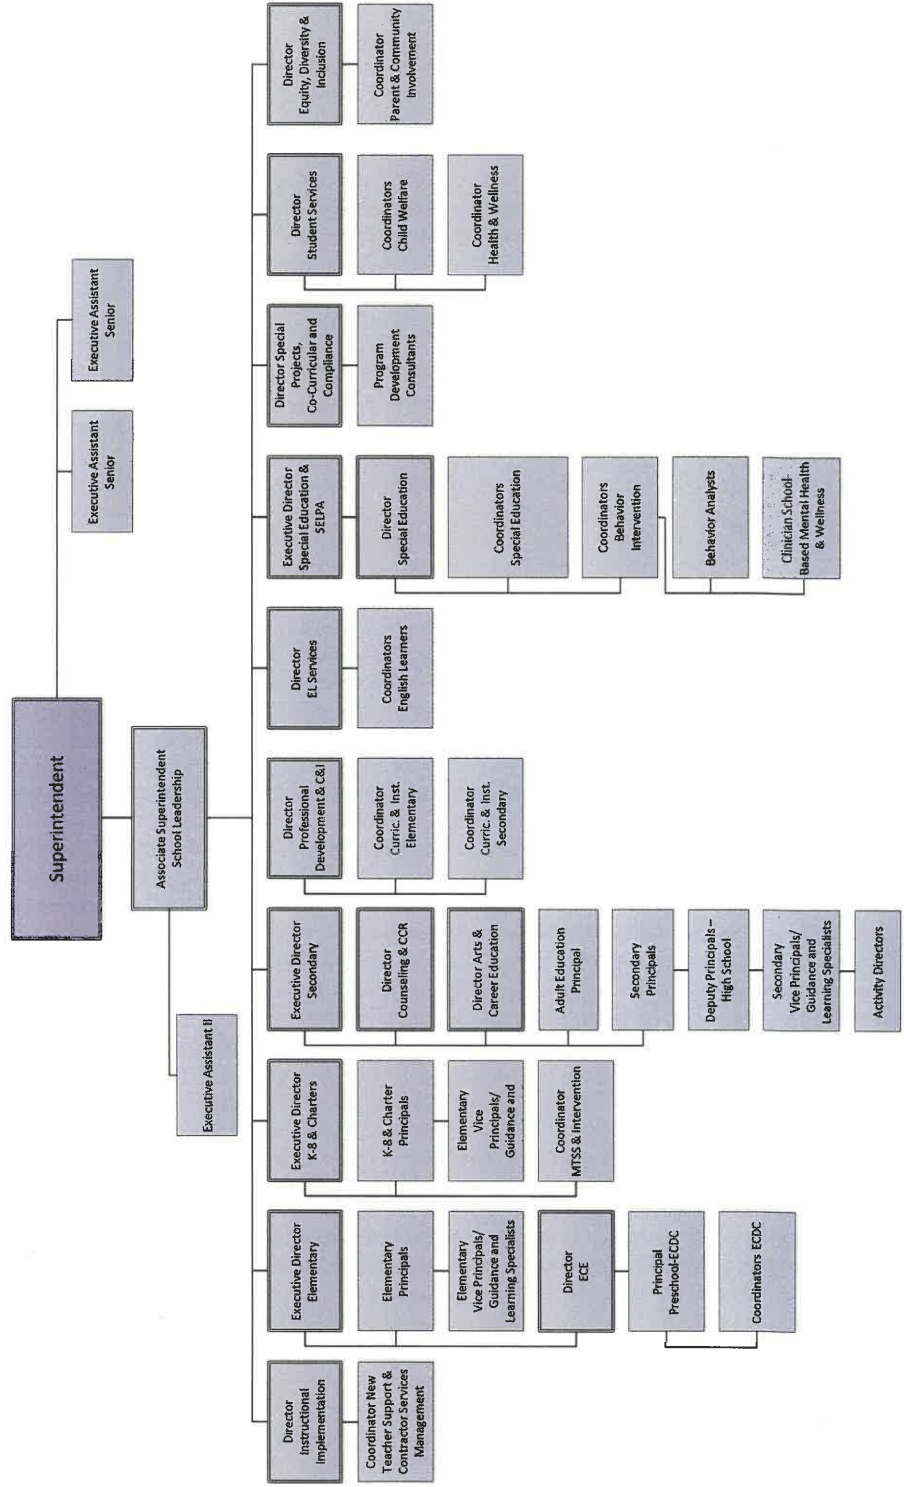 Superintendent
Executive Assistant
Senior
Executive Assistant
Senior
Associate Superintendent
School Leadership
Executive Assistant II
Director
Instructional
Implementation
Coordinator New
Teacher Support &
Contractor Services
Management
Executive Director
Elementary
Elementary
Principals
Elementary
Vice Principals/
Guidance and
Learning Specialists
Director
ECE
Principal
Preschool-ECDC
Coordinators ECDC
Executive Director
K-8 & Charters
K-8 & Charter
Principals
Elementary
Vice
Principals/
Guidance and
Coordinator
MTSS & Intervention
Executive Director
Secondary
Director
Counseling & CCR
Director Arts &
Career Education
Adult Education
Principal
Secondary
Principals
Deputy Principals –
High School
Secondary
Vice Principals/
Guidance and
Learning Specialists
Activity Directors
Director
Professional
Development & C&I
Coordinator
Curric. & Inst.
Elementary
Coordinator
Curric. & Inst.
Secondary
Director
EL Services
Coordinators
English Learners
Executive Director
Special Education &
SELPA
Director
Special Education
Coordinators
Special Education
Coordinators
Behavior
Intervention
Behavior Analysts
Clinician School-
Based Mental Health
& Wellness
Director Special
Projects,
Co-Curricular and
Compliance
Program
Development
Consultants
Director
Student Services
Coordinators
Child Welfare
Coordinator
Health & Wellness
Director
Equity, Diversity &
Inclusion
Coordinator
Parent & Community
Involvement